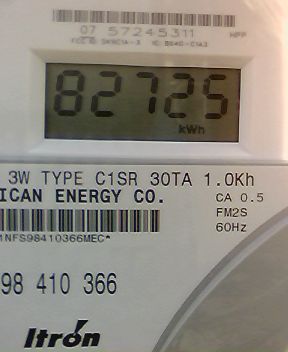 07 57245311
82725
kWh
3W TYPE C1SR 30TA 1.0Kh
ICAN ENERGY CO. CA 0.5
FM2S
60Hz
1NFS98410366MEC*
98 410 366
Itron